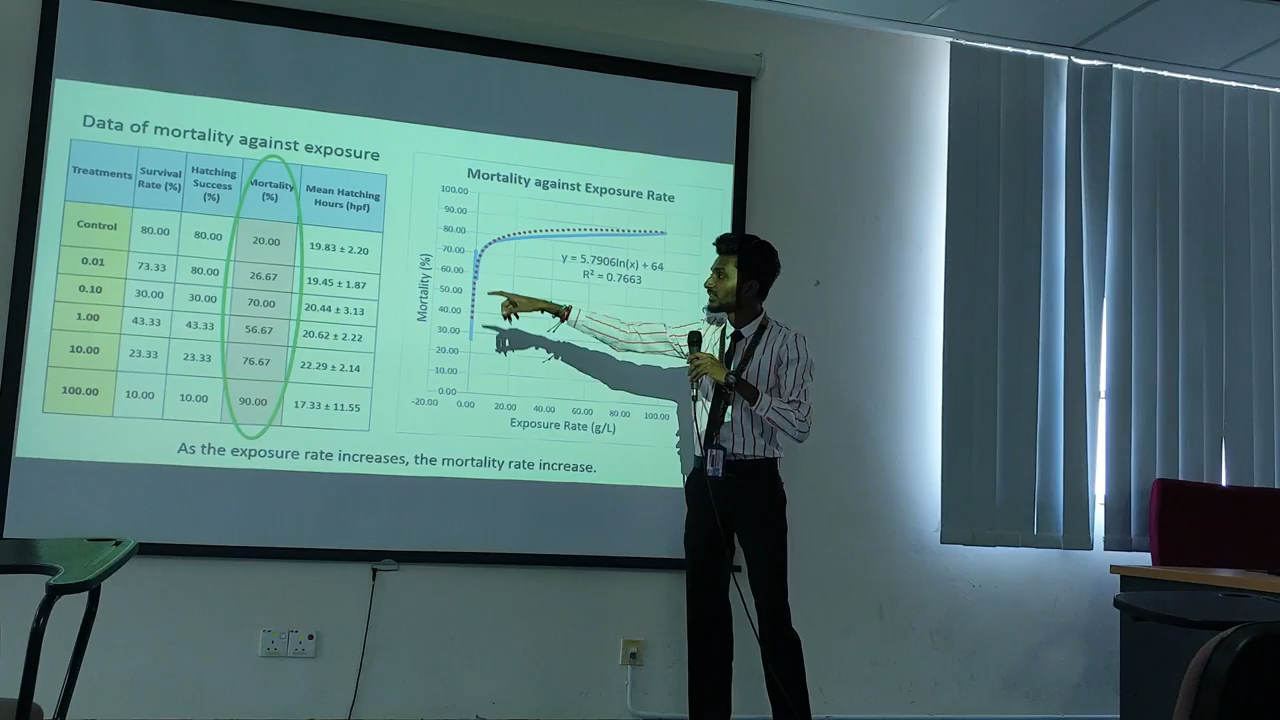 Data of mortality against exposure
Treatments Survival Rate (%) Hatching Success (%) Mortality (%) Mean Hatching Hours (hpf)
Control 80.00 80.00 20.00 19.83 ± 2.20
0.01 73.33 80.00 26.67 19.45 ± 1.87
0.10 30.00 30.00 70.00 20.44 ± 3.13
1.00 43.33 43.33 56.67 20.62 ± 2.22
10.00 23.33 23.33 76.67 22.29 ± 2.14
100.00 10.00 10.00 90.00 17.33 ± 11.55
Mortality against Exposure Rate
Mortality (%)
100.00
90.00
80.00
70.00
60.00
50.00
40.00
30.00
20.00
10.00
0.00
y = 5.7906ln(x) + 64
R² = 0.7663
-20.00 0.00 20.00 40.00 60.00 80.00 100.00
Exposure Rate (g/L)
As the exposure rate increases, the mortality rate increase.